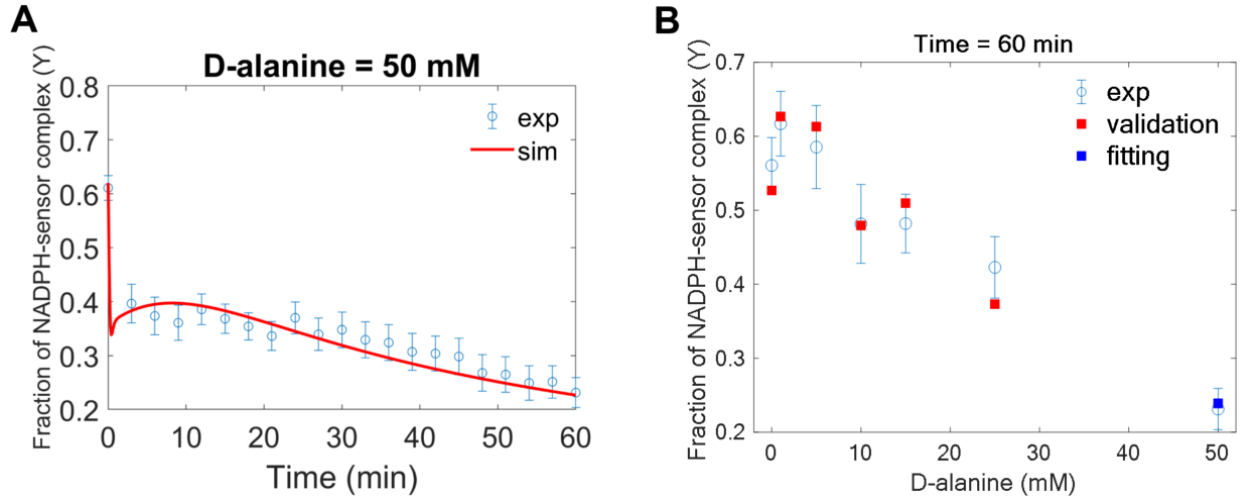 A
D-alanine = 50 mM
Fraction of NADPH-sensor complex (Y)
0.8
0.7
0.6
0.5
0.4
0.3
0.2
exp
sim
0 10 20 30 40 50 60
Time (min)
B
Time = 60 min
Fraction of NADPH-sensor complex (Y)
0.7
0.6
0.5
0.4
0.3
0.2
exp
validation
fitting
0 10 20 30 40 50
D-alanine (mM)